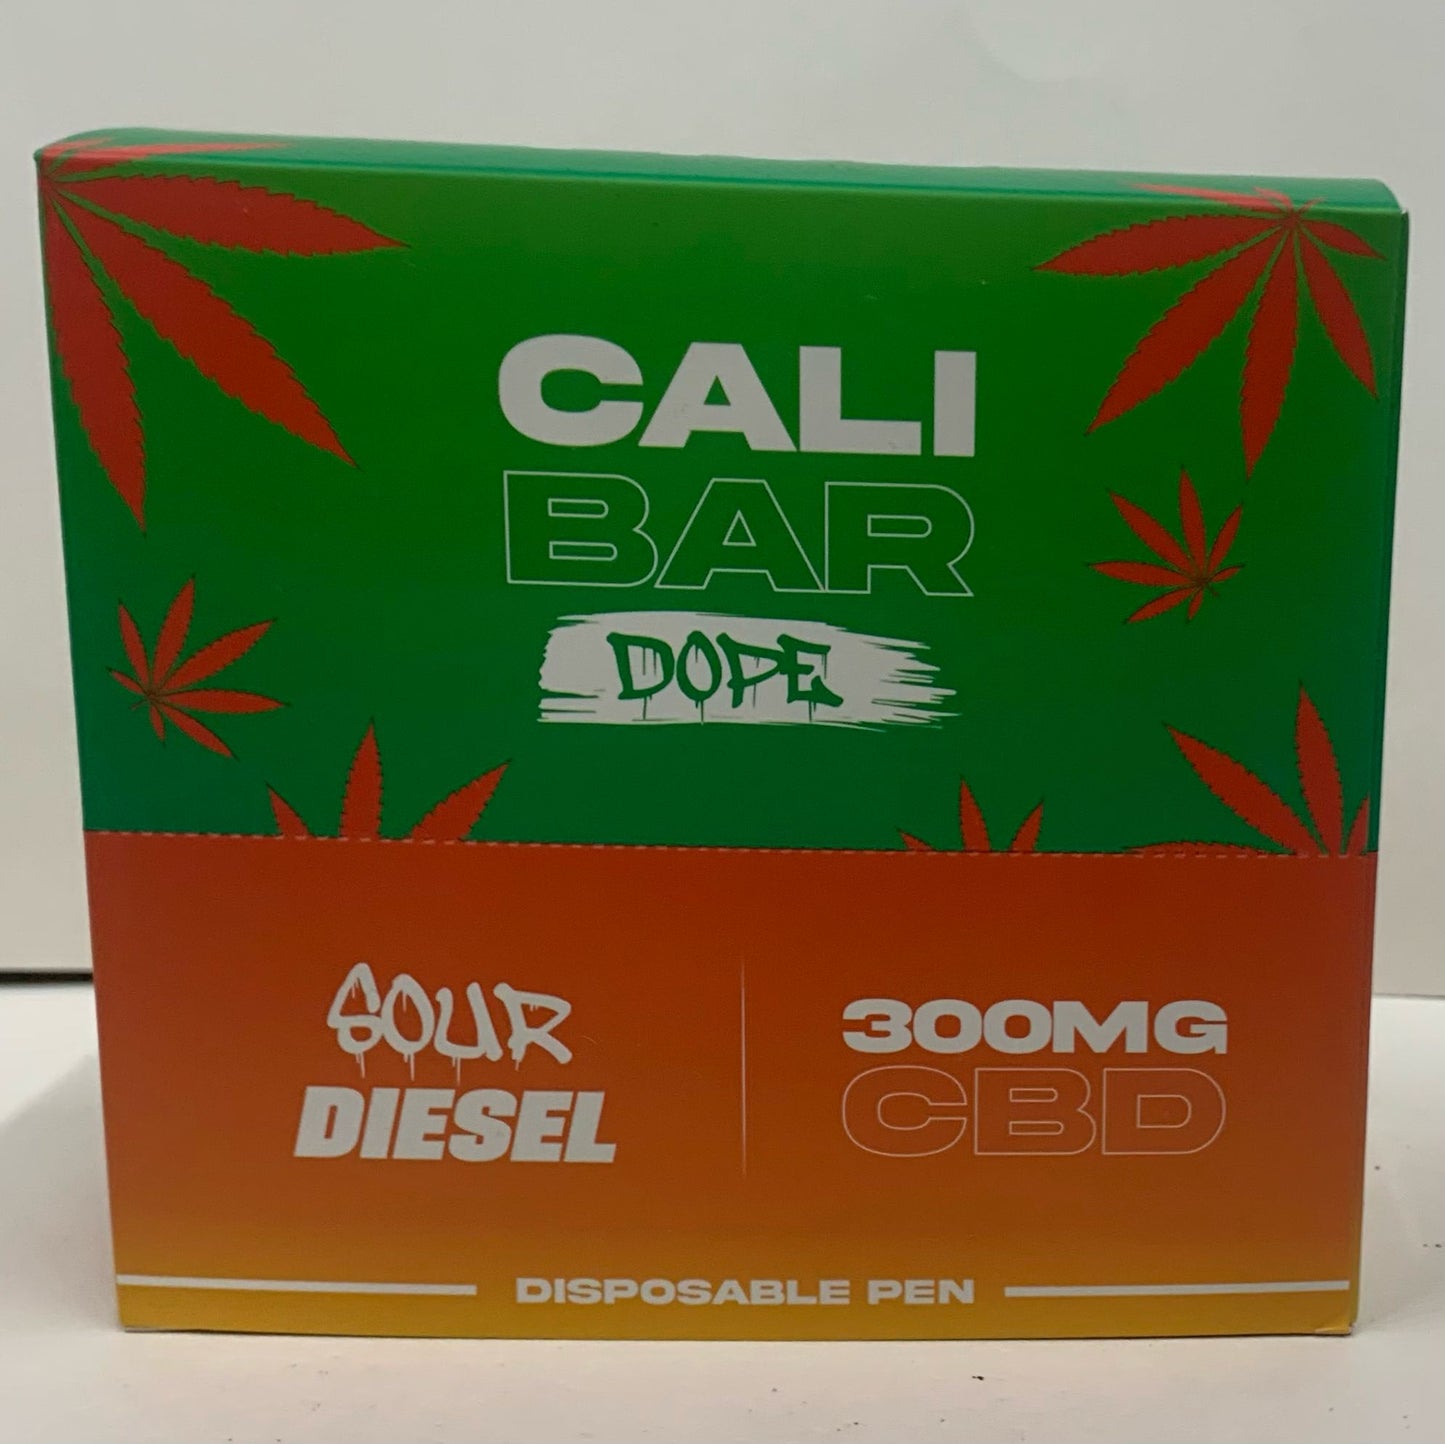 CALI
BAR
DOPE
SOUR
DIESEL
300MG
CBD
DISPOSABLE PEN